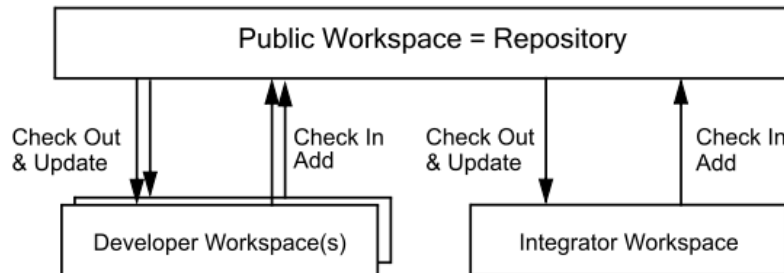 Public Workspace = Repository
Check Out
& Update
Check In
Add
Check Out
& Update
Check In
Add
Developer Workspace(s)
Integrator Workspace